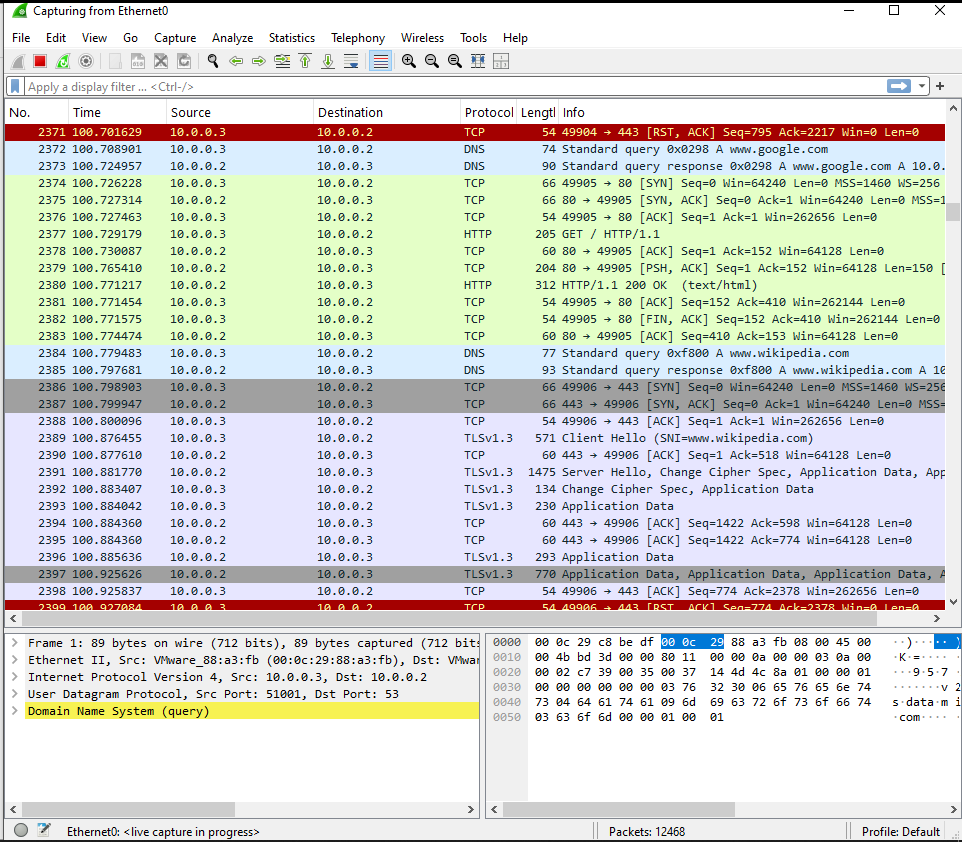 Capturing from Ethernet0
File Edit View Go Capture Analyze Statistics Telephony Wireless Tools Help
Apply a display filter ... <Ctrl-/>
No. Time Source Destination Protocol Lengtl Info
2371 100.701629 10.0.0.3 10.0.0.2 TCP 54 49904 → 443 [RST, ACK] Seq=795 Ack=2217 Win=0 Len=0
2372 100.708901 10.0.0.3 10.0.0.2 DNS 74 Standard query 0x0298 A www.google.com
2373 100.724957 10.0.0.2 10.0.0.3 DNS 90 Standard query response 0x0298 A www.google.com A 10.0.
2374 100.726228 10.0.0.3 10.0.0.2 TCP 66 49905 → 80 [SYN] Seq=0 Win=64240 Len=0 MSS=1460 WS=256
2375 100.727314 10.0.0.2 10.0.0.3 TCP 66 80 → 49905 [SYN, ACK] Seq=0 Ack=1 Win=64240 Len=0 MSS=1
2376 100.727463 10.0.0.3 10.0.0.2 TCP 54 49905 → 80 [ACK] Seq=1 Ack=1 Win=262656 Len=0
2377 100.729179 10.0.0.3 10.0.0.2 HTTP 205 GET / HTTP/1.1
2378 100.730087 10.0.0.2 10.0.0.3 TCP 60 80 → 49905 [ACK] Seq=1 Ack=152 Win=64128 Len=0
2379 100.765410 10.0.0.2 10.0.0.3 TCP 204 80 → 49905 [PSH, ACK] Seq=1 Ack=152 Win=64128 Len=150 [
2380 100.771217 10.0.0.2 10.0.0.3 HTTP 312 HTTP/1.1 200 OK (text/html)
2381 100.771454 10.0.0.3 10.0.0.2 TCP 54 49905 → 80 [ACK] Seq=152 Ack=410 Win=262144 Len=0
2382 100.771575 10.0.0.3 10.0.0.2 TCP 54 49905 → 80 [FIN, ACK] Seq=152 Ack=410 Win=262144 Len=0
2383 100.774474 10.0.0.2 10.0.0.3 TCP 60 80 → 49905 [ACK] Seq=410 Ack=153 Win=64128 Len=0
2384 100.779483 10.0.0.3 10.0.0.2 DNS 77 Standard query 0xf800 A www.wikipedia.com
2385 100.797681 10.0.0.2 10.0.0.3 DNS 93 Standard query response 0xf800 A www.wikipedia.com A 10
2386 100.798903 10.0.0.3 10.0.0.2 TCP 66 49906 → 443 [SYN] Seq=0 Win=64240 Len=0 MSS=1460 WS=256
2387 100.799947 10.0.0.2 10.0.0.3 TCP 66 443 → 49906 [SYN, ACK] Seq=0 Ack=1 Win=64240 Len=0 MSS=
2388 100.800096 10.0.0.3 10.0.0.2 TCP 54 49906 → 443 [ACK] Seq=1 Ack=1 Win=262656 Len=0
2389 100.876455 10.0.0.3 10.0.0.2 TLSv1.3 571 Client Hello (SNI=www.wikipedia.com)
2390 100.877610 10.0.0.2 10.0.0.3 TCP 60 443 → 49906 [ACK] Seq=1 Ack=518 Win=64128 Len=0
2391 100.881770 10.0.0.2 10.0.0.3 TLSv1.3 1475 Server Hello, Change Cipher Spec, Application Data, App
2392 100.883407 10.0.0.3 10.0.0.2 TLSv1.3 134 Change Cipher Spec, Application Data
2393 100.884042 10.0.0.3 10.0.0.2 TLSv1.3 230 Application Data
2394 100.884360 10.0.0.2 10.0.0.3 TCP 60 443 → 49906 [ACK] Seq=1422 Ack=598 Win=64128 Len=0
2395 100.884360 10.0.0.2 10.0.0.3 TCP 60 443 → 49906 [ACK] Seq=1422 Ack=774 Win=64128 Len=0
2396 100.885636 10.0.0.2 10.0.0.3 TLSv1.3 293 Application Data
2397 100.925626 10.0.0.2 10.0.0.3 TLSv1.3 770 Application Data, Application Data, Application Data, A
2398 100.925837 10.0.0.3 10.0.0.2 TCP 54 49906 → 443 [ACK] Seq=774 Ack=2378 Win=262656 Len=0
2399 100.927084 10.0.0.3 10.0.0.2 TCP 54 49906 → 443 [RST, ACK] Seq=774 Ack=2378 Win=0 Len=0
Frame 1: 89 bytes on wire (712 bits), 89 bytes captured (712 bits
Ethernet II, Src: VMware_88:a3:fb (00:0c:29:88:a3:fb), Dst: VMwar
Internet Protocol Version 4, Src: 10.0.0.3, Dst: 10.0.0.2
User Datagram Protocol, Src Port: 51001, Dst Port: 53
Domain Name System (query)
0000 00 0c 29 c8 be df 00 0c 29 88 a3 fb 08 00 45 00 ··)··· ··)
0010 00 4b bd 3d 00 00 80 11 00 00 0a 00 00 03 0a 00 ·K·=····
0020 00 02 c7 39 00 35 00 37 14 4d 4c 8a 01 00 00 01 ···9·5·7
0030 00 00 00 00 00 00 03 76 32 30 06 65 76 65 6e 74 ·······v 2
0040 73 04 64 61 74 61 09 6d 69 63 72 6f 73 6f 66 74 s·data·m i
0050 03 63 6f 6d 00 00 01 00 01 ·com····
Ethernet0: <live capture in progress>
Packets: 12468
Profile: Default